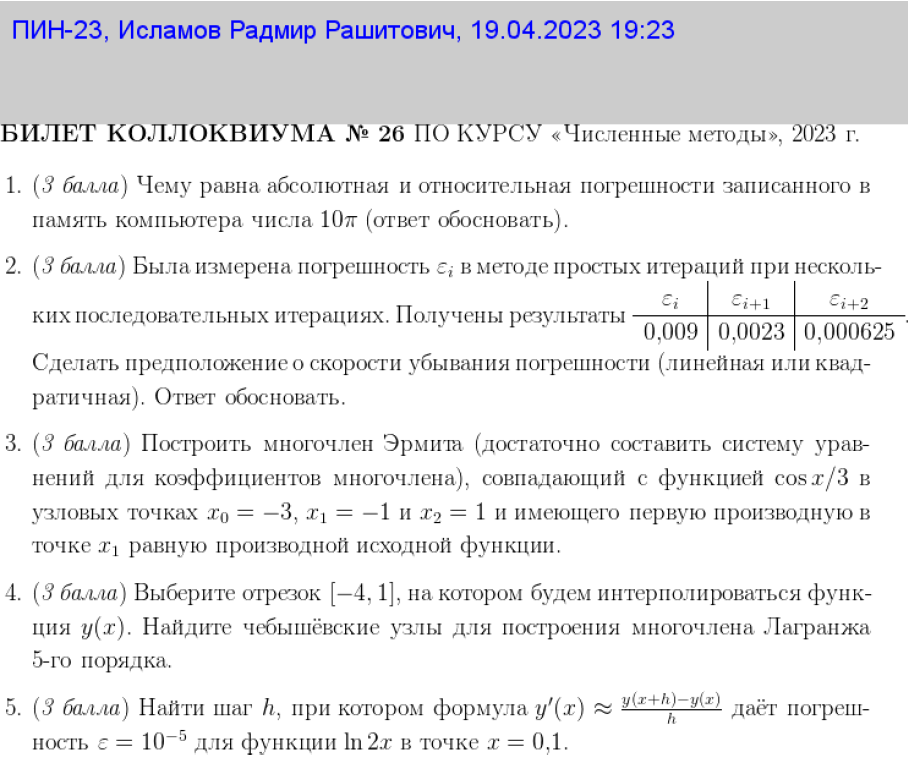 ПИН-23, Исламов Радмир Рашитович, 19.04.2023 19:23
БИЛЕТ КОЛЛОКВИУМА № 26 ПО КУРСУ «Численные методы», 2023 г.
1. (3 балла) Чему равна абсолютная и относительная погрешности записанного в
память компьютера числа 10π (ответ обосновать).
2. (3 балла) Была измерена погрешность εᵢ в методе простых итераций при несколь-
ких последовательных итерациях. Получены результаты εᵢ | εᵢ₊₁ | εᵢ₊₂
0,009 | 0,0023 | 0,000625.
Сделать предположение о скорости убывания погрешности (линейная или квад-
ратичная). Ответ обосновать.
3. (3 балла) Построить многочлен Эрмита (достаточно составить систему урав-
нений для коэффициентов многочлена), совпадающий с функцией cos x/3 в
узловых точках x₀ = −3, x₁ = −1 и x₂ = 1 и имеющего первую производную в
точке x₁ равную производной исходной функции.
4. (3 балла) Выберите отрезок [−4, 1], на котором будем интерполироваться функ-
ция y(x). Найдите чебышёвские узлы для построения многочлена Лагранжа
5-го порядка.
5. (3 балла) Найти шаг h, при котором формула y′(x) ≈ (y(x+h)−y(x))/h даёт погреш-
ность ε = 10⁻⁵ для функции ln 2x в точке x = 0,1.